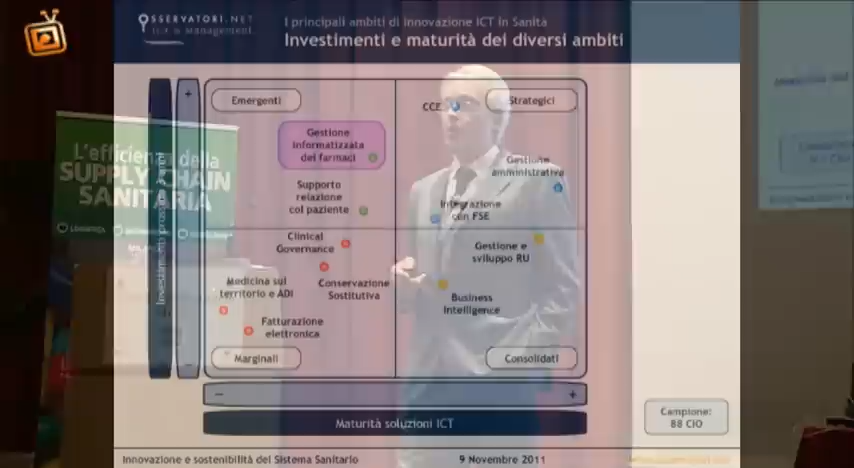 OSSERVATORI.NET
ICT & Management
I principali ambiti di innovazione ICT in Sanità
Investimenti e maturità dei diversi ambiti
Emergenti
Strategici
CCE
Gestione
informatizzata
dei farmaci
Gestione
amministrativa
Supporto
relazione
col paziente
Integrazione
con FSE
Clinical
Governance
Gestione e
sviluppo RU
Medicina sul
territorio e ADI
Conservazione
Sostitutiva
Business
Intelligence
Fatturazione
elettronica
Marginali
Consolidati
+
−
−
+
Maturità soluzioni ICT
Campione:
88 CIO
Innovazione e sostenibilità del Sistema Sanitario
9 Novembre 2011
L'efficienza della
SUPPLY CHAIN
SANITARIA